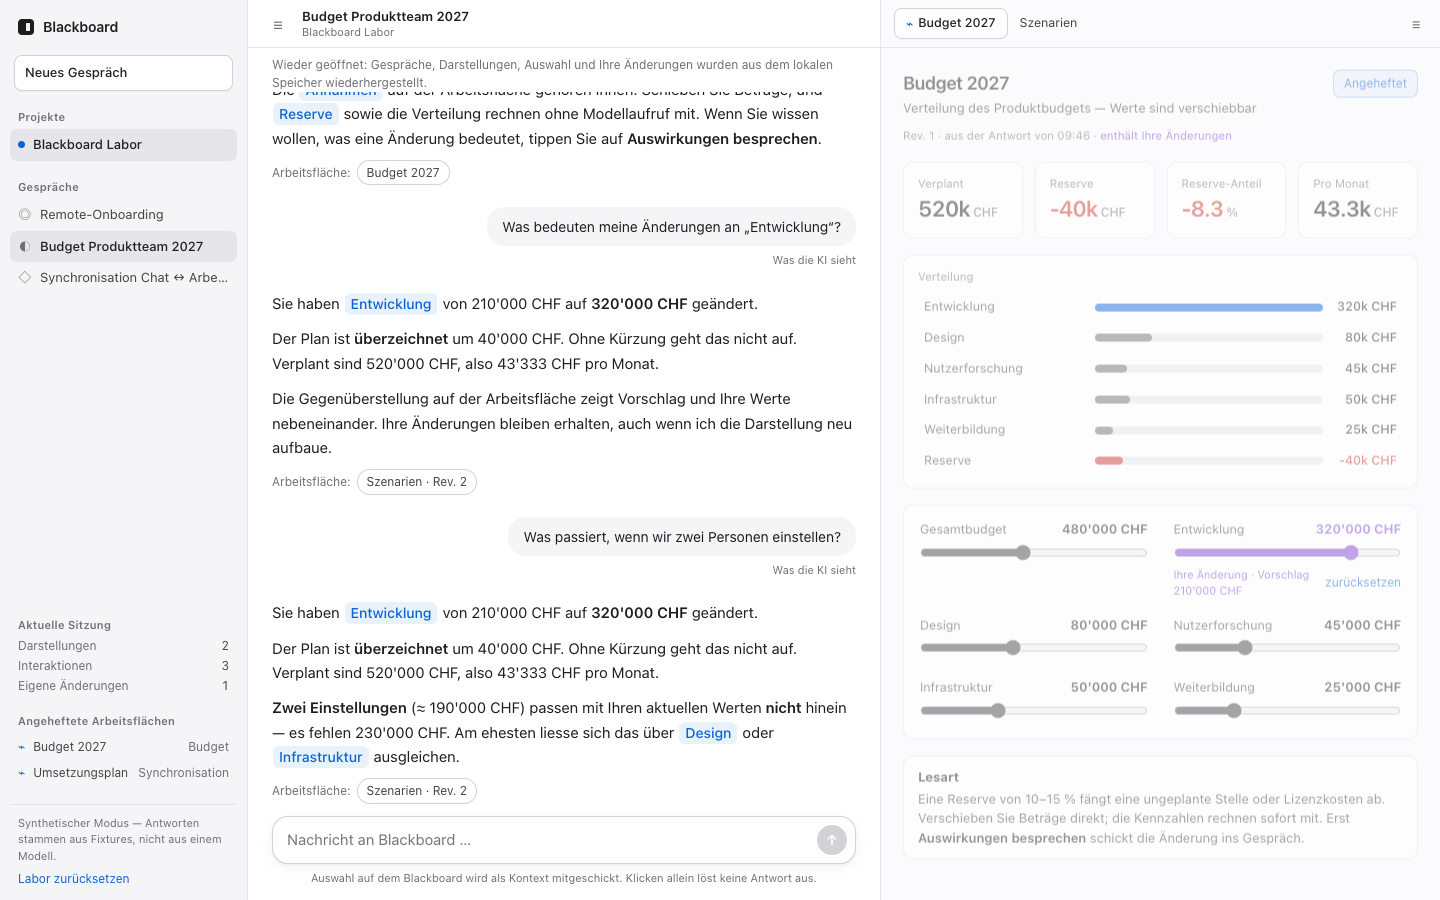 Blackboard
Neues Gespräch
Projekte
Blackboard Labor
Gespräche
Remote-Onboarding
Budget Produktteam 2027
Synchronisation Chat ↔ Arbe…
Aktuelle Sitzung
Darstellungen 2
Interaktionen 3
Eigene Änderungen 1
Angeheftete Arbeitsflächen
Budget 2027 Budget
Umsetzungsplan Synchronisation
Synthetischer Modus — Antworten
stammen aus Fixtures, nicht aus einem
Modell.
Labor zurücksetzen
Budget Produktteam 2027
Blackboard Labor
Wieder geöffnet: Gespräche, Darstellungen, Auswahl und Ihre Änderungen wurden aus dem lokalen
Speicher wiederhergestellt.
Die Annahmen auf der Arbeitsfläche gehören Ihnen. Schieben Sie Beträge, und
Reserve sowie die Verteilung rechnen ohne Modellaufruf mit. Wenn Sie wissen
wollen, was eine Änderung bedeutet, tippen Sie auf Auswirkungen besprechen.
Arbeitsfläche: Budget 2027
Was bedeuten meine Änderungen an „Entwicklung“?
Was die KI sieht
Sie haben Entwicklung von 210'000 CHF auf 320'000 CHF geändert.
Der Plan ist überzeichnet um 40'000 CHF. Ohne Kürzung geht das nicht auf.
Verplant sind 520'000 CHF, also 43'333 CHF pro Monat.
Die Gegenüberstellung auf der Arbeitsfläche zeigt Vorschlag und Ihre Werte
nebeneinander. Ihre Änderungen bleiben erhalten, auch wenn ich die Darstellung neu
aufbaue.
Arbeitsfläche: Szenarien · Rev. 2
Was passiert, wenn wir zwei Personen einstellen?
Was die KI sieht
Sie haben Entwicklung von 210'000 CHF auf 320'000 CHF geändert.
Der Plan ist überzeichnet um 40'000 CHF. Ohne Kürzung geht das nicht auf.
Verplant sind 520'000 CHF, also 43'333 CHF pro Monat.
Zwei Einstellungen (≈ 190'000 CHF) passen mit Ihren aktuellen Werten nicht hinein
— es fehlen 230'000 CHF. Am ehesten liesse sich das über Design oder
Infrastruktur ausgleichen.
Arbeitsfläche: Szenarien · Rev. 2
Nachricht an Blackboard …
Auswahl auf dem Blackboard wird als Kontext mitgeschickt. Klicken allein löst keine Antwort aus.
Budget 2027 Szenarien
Budget 2027 Angeheftet
Verteilung des Produktbudgets — Werte sind verschiebbar
Rev. 1 · aus der Antwort von 09:46 · enthält Ihre Änderungen
Verplant
520k CHF
Reserve
-40k CHF
Reserve-Anteil
-8.3 %
Pro Monat
43.3k CHF
Verteilung
Entwicklung 320k CHF
Design 80k CHF
Nutzerforschung 45k CHF
Infrastruktur 50k CHF
Weiterbildung 25k CHF
Reserve -40k CHF
Gesamtbudget 480'000 CHF
Entwicklung 320'000 CHF
Ihre Änderung · Vorschlag
210'000 CHF
zurücksetzen
Design 80'000 CHF
Nutzerforschung 45'000 CHF
Infrastruktur 50'000 CHF
Weiterbildung 25'000 CHF
Lesart
Eine Reserve von 10–15 % fängt eine ungeplante Stelle oder Lizenzkosten ab.
Verschieben Sie Beträge direkt; die Kennzahlen rechnen sofort mit. Erst
Auswirkungen besprechen schickt die Änderung ins Gespräch.